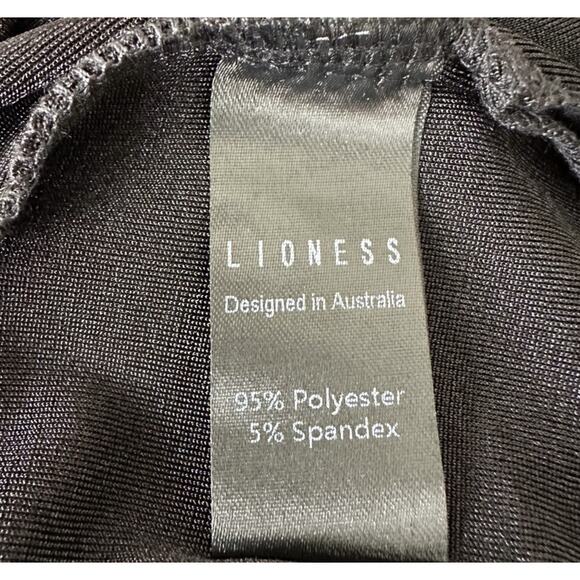 LIONESS
Designed in Australia
95% Polyester
5% Spandex